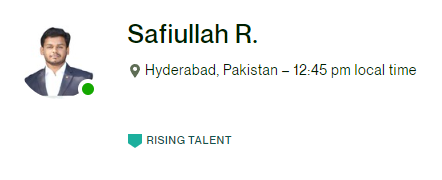 Safiullah R.
Hyderabad, Pakistan – 12:45 pm local time
RISING TALENT